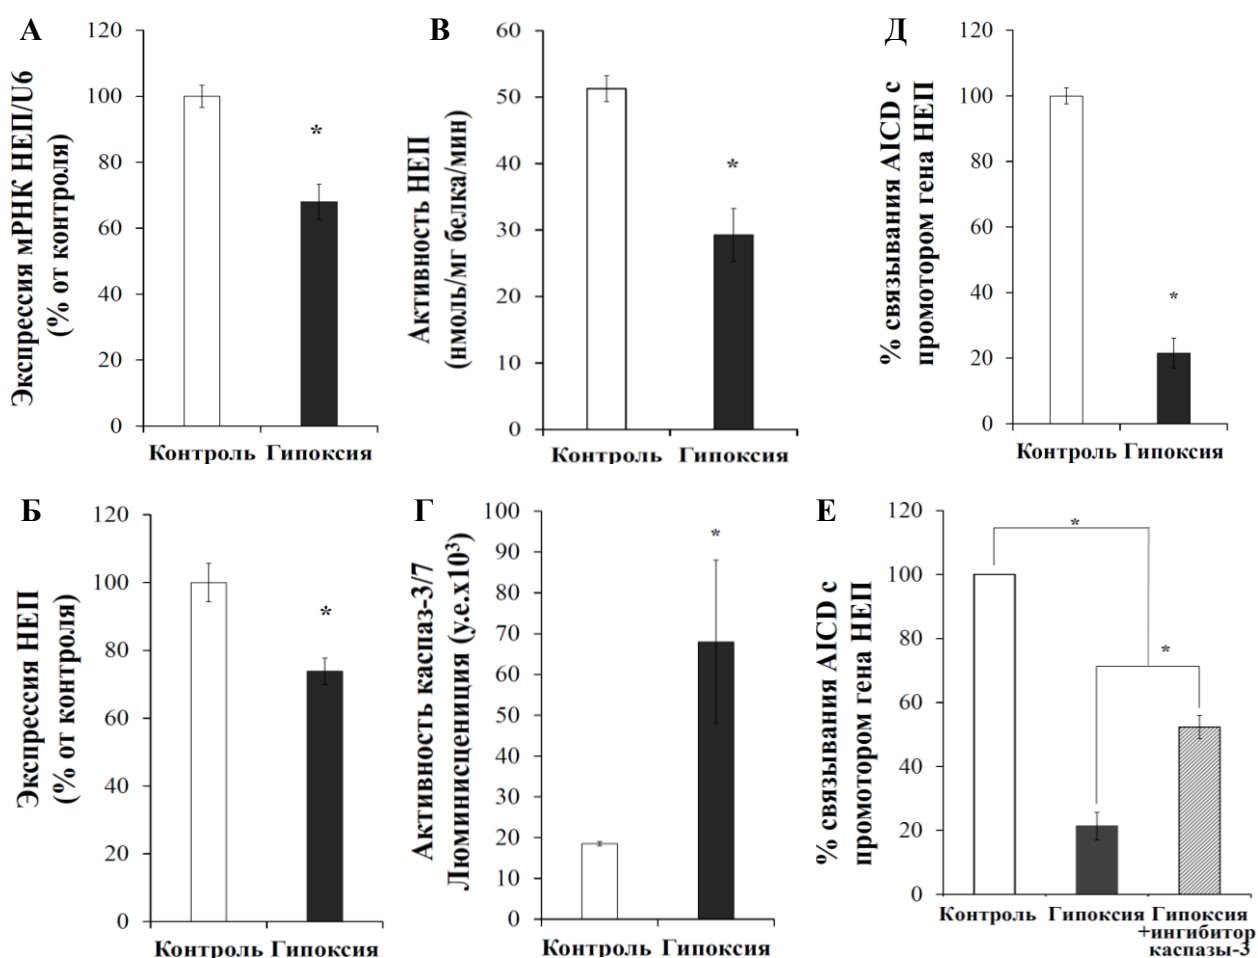 А
Экспрессия мРНК НЕП/U6
(% от контроля)
120
100
80
60
40
20
0
*
Контроль Гипоксия
В
Активность НЕП
(нмоль/мг белка/мин)
60
50
40
30
20
10
0
*
Контроль Гипоксия
Д
% связывания AICD с
промотором гена НЕП
120
100
80
60
40
20
0
*
Контроль Гипоксия
Б
Экспрессия НЕП
(% от контроля)
120
100
80
60
40
20
0
*
Контроль Гипоксия
Г
Активность каспаз-3/7
Люминисцениция (у.е.х10³)
100
90
80
70
60
50
40
30
20
10
0
*
Контроль Гипоксия
Е
% связывания AICD с
промотором гена НЕП
120
100
80
60
40
20
0
*
*
Контроль Гипоксия Гипоксия
+ингибитор
каспазы-3